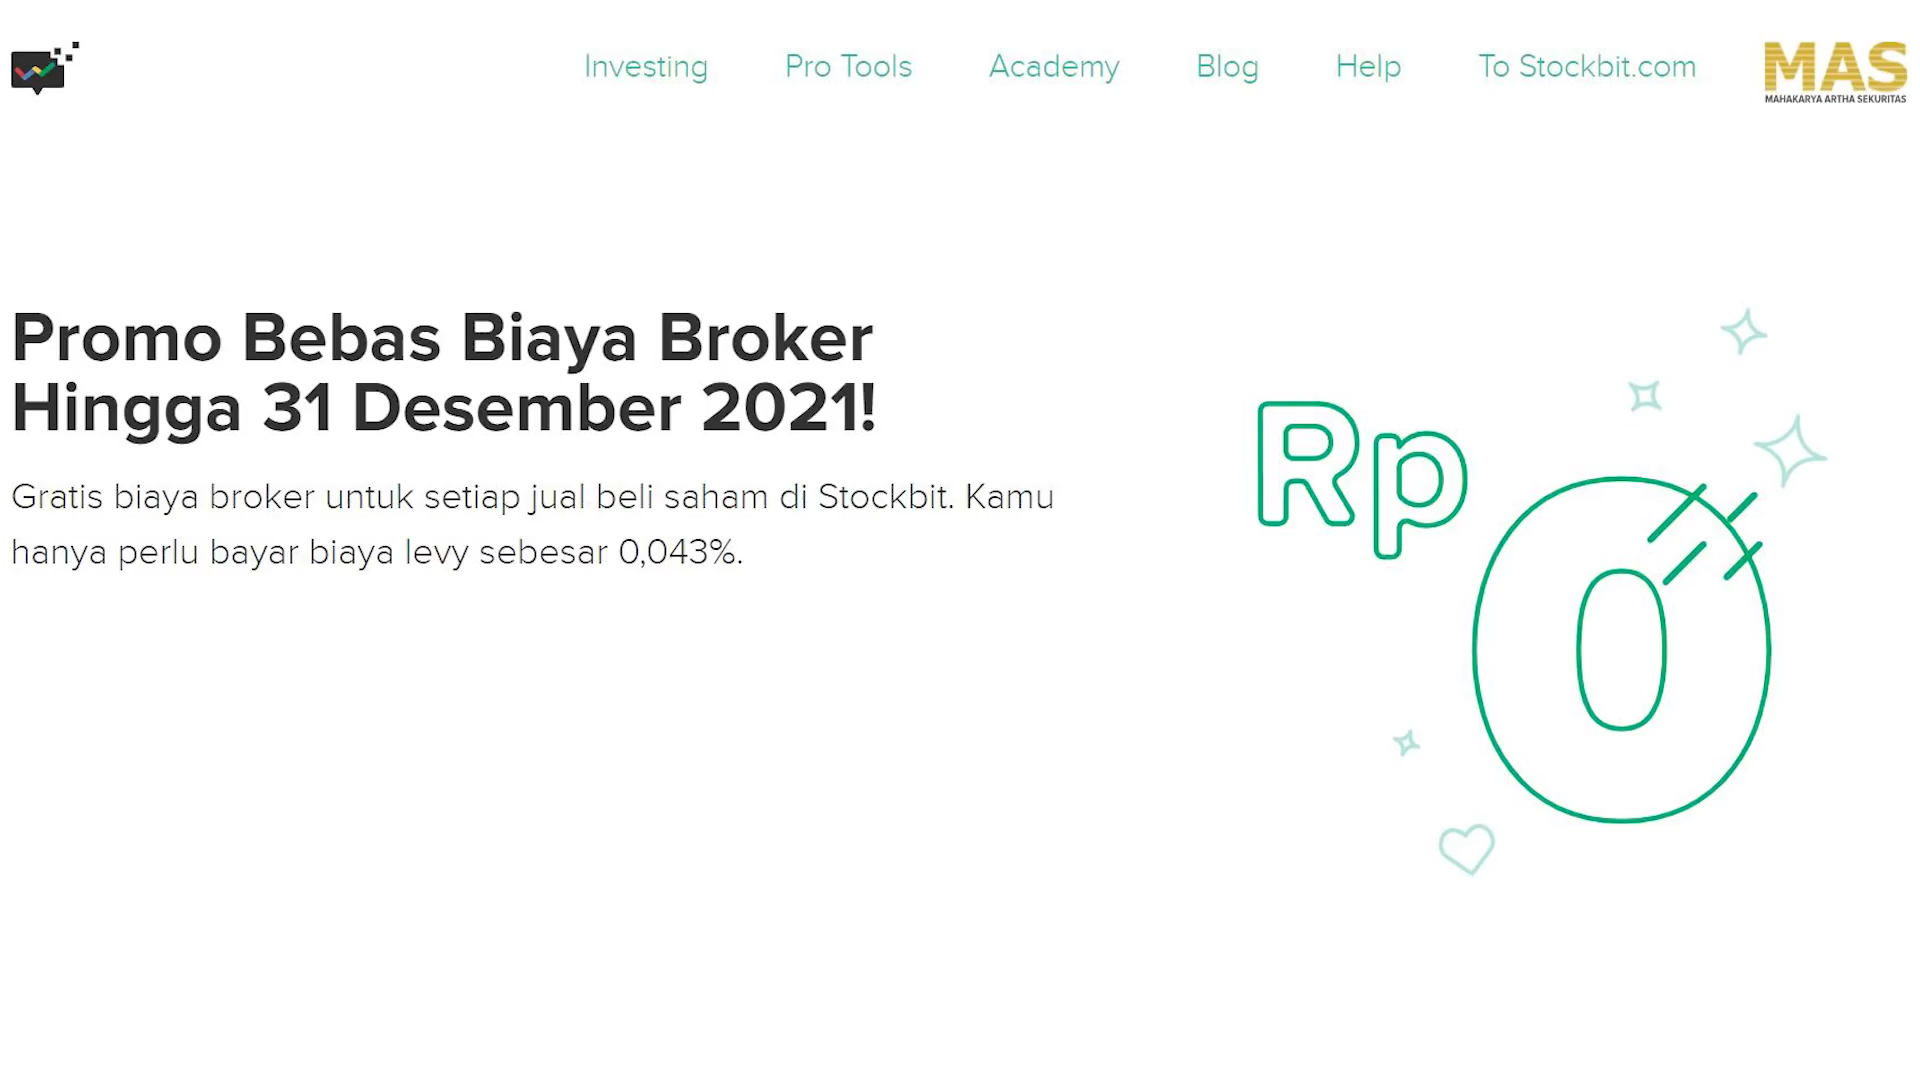 Investing
Pro Tools
Academy
Blog
Help
To Stockbit.com
MAS
MAHAKARYA ARTHA SEKURITAS
Promo Bebas Biaya Broker
Hingga 31 Desember 2021!
Gratis biaya broker untuk setiap jual beli saham di Stockbit. Kamu
hanya perlu bayar biaya levy sebesar 0,043%.
Rp
0